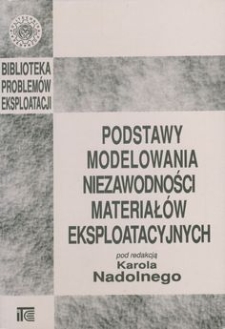 BIBLIOTEKA
PROBLEMÓW
EKSPLOATACJI
PODSTAWY
MODELOWANIA
NIEZAWODNOŚCI
MATERIAŁÓW
EKSPLOATACYJNYCH
pod redakcją
Karola
Nadolnego